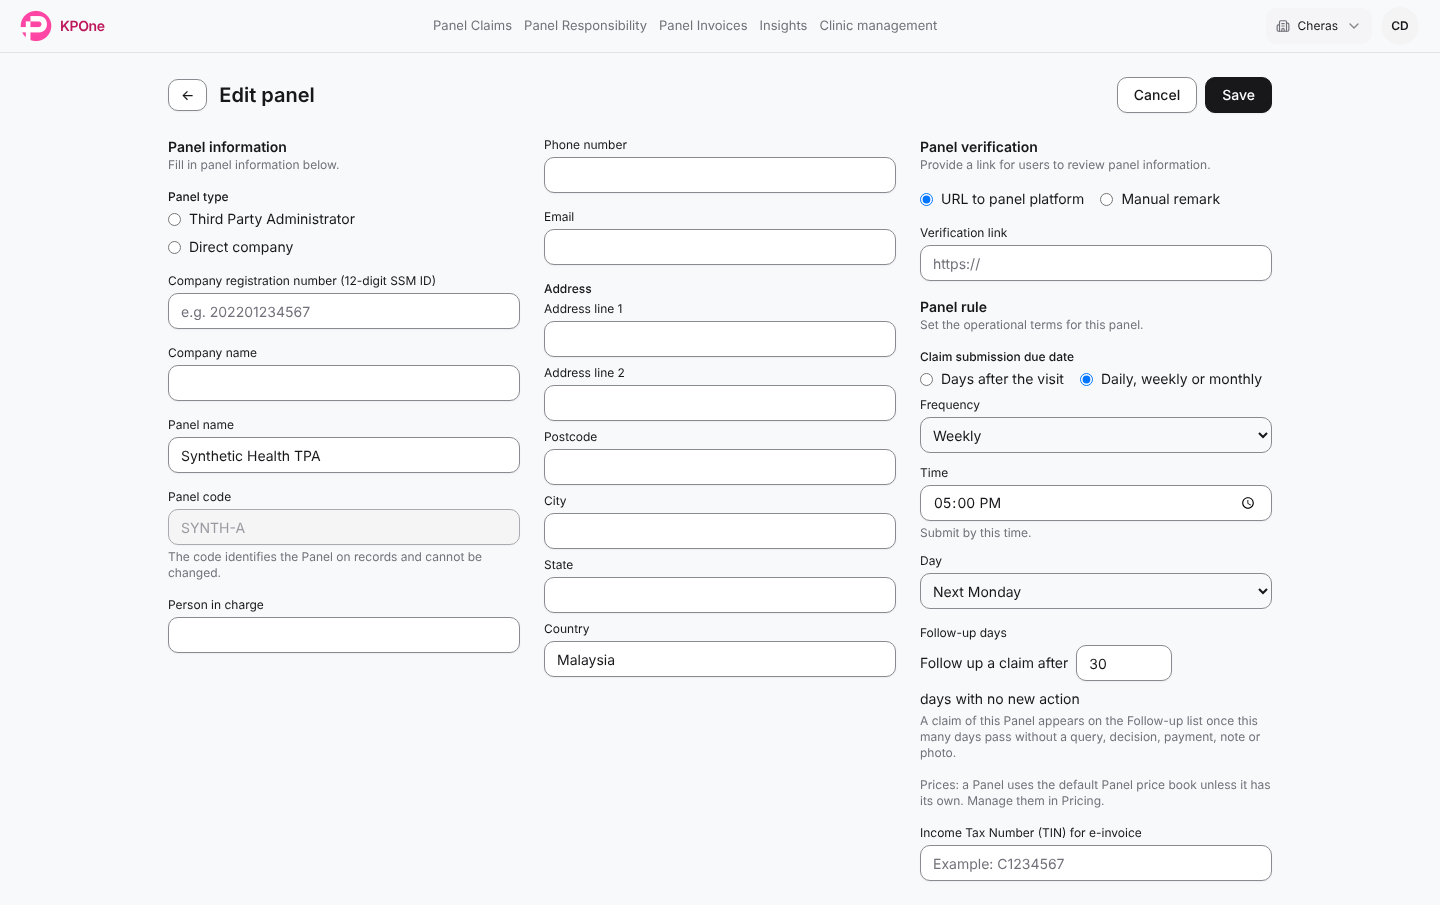 KPOne
Panel Claims
Panel Responsibility
Panel Invoices
Insights
Clinic management
Cheras
CD
Edit panel
Cancel
Save
Panel information
Fill in panel information below.
Panel type
Third Party Administrator
Direct company
Company registration number (12-digit SSM ID)
e.g. 202201234567
Company name
Panel name
Synthetic Health TPA
Panel code
SYNTH-A
The code identifies the Panel on records and cannot be
changed.
Person in charge
Phone number
Email
Address
Address line 1
Address line 2
Postcode
City
State
Country
Malaysia
Panel verification
Provide a link for users to review panel information.
URL to panel platform
Manual remark
Verification link
https://
Panel rule
Set the operational terms for this panel.
Claim submission due date
Days after the visit
Daily, weekly or monthly
Frequency
Weekly
Time
05:00 PM
Submit by this time.
Day
Next Monday
Follow-up days
Follow up a claim after 30
days with no new action
A claim of this Panel appears on the Follow-up list once this
many days pass without a query, decision, payment, note or
photo.
Prices: a Panel uses the default Panel price book unless it has
its own. Manage them in Pricing.
Income Tax Number (TIN) for e-invoice
Example: C1234567